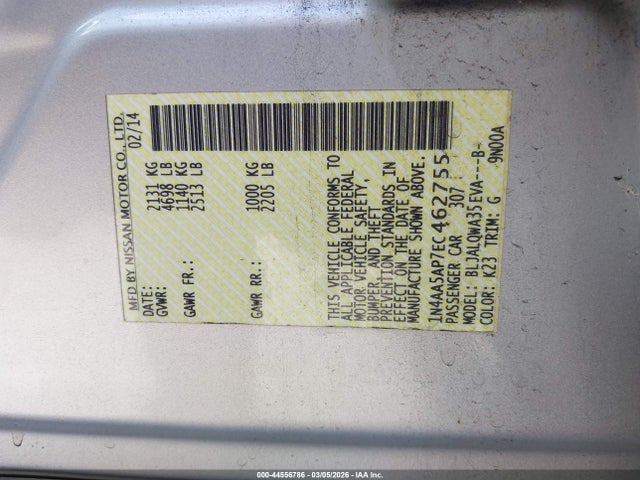 MFD BY NISSAN MOTOR CO., LTD.
DATE: 02/14
GVWR: 2131 KG
4698 LB
GAWR FR: 1140 KG
2513 LB
GAWR RR: 1000 KG
2205 LB
THIS VEHICLE CONFORMS TO
ALL APPLICABLE FEDERAL
MOTOR VEHICLE SAFETY,
BUMPER, AND THEFT
PREVENTION STANDARDS IN
EFFECT ON THE DATE OF
MANUFACTURE SHOWN ABOVE.
1N4AA5AP7EC462755
PASSENGER CAR 307
MODEL: BLJALQWA35EVA---B-
COLOR: K23 TRIM: G 9N00A
000-44556786 | 03/05/2026 | IAA Inc.